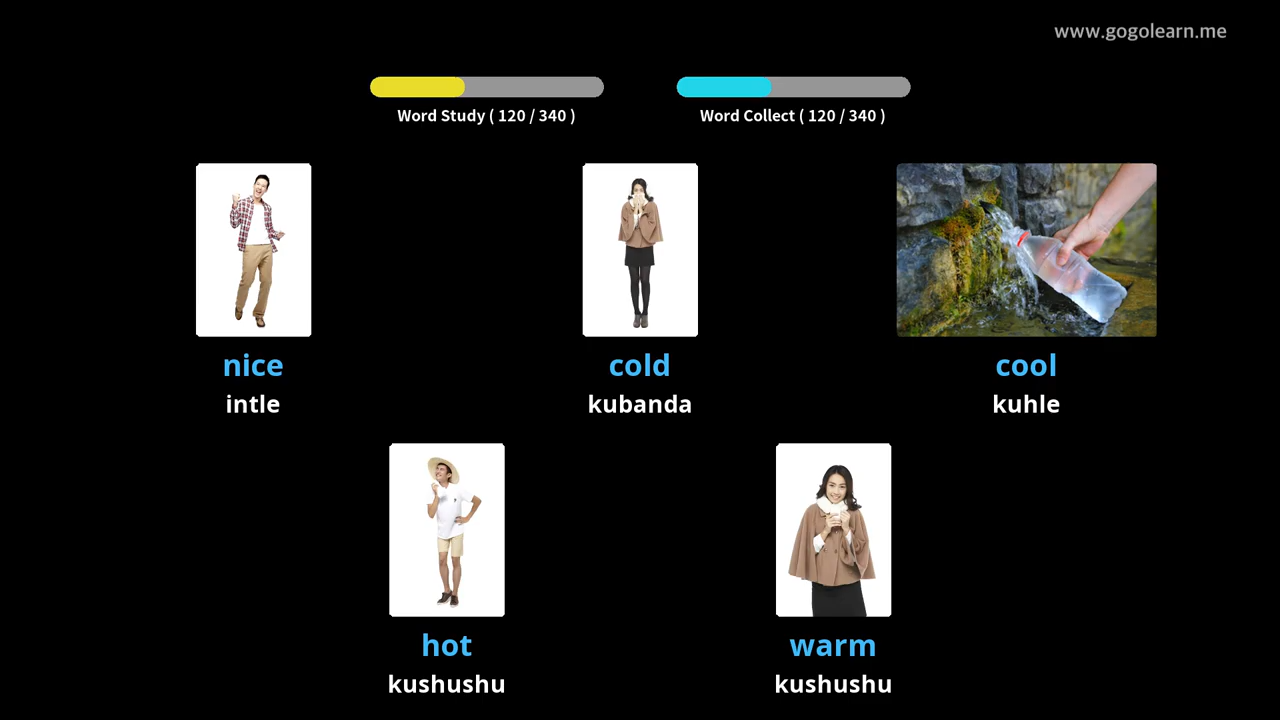 www.gogolearn.me
Word Study ( 120 / 340 )
Word Collect ( 120 / 340 )
nice
intle
cold
kubanda
cool
kuhle
hot
kushushu
warm
kushushu